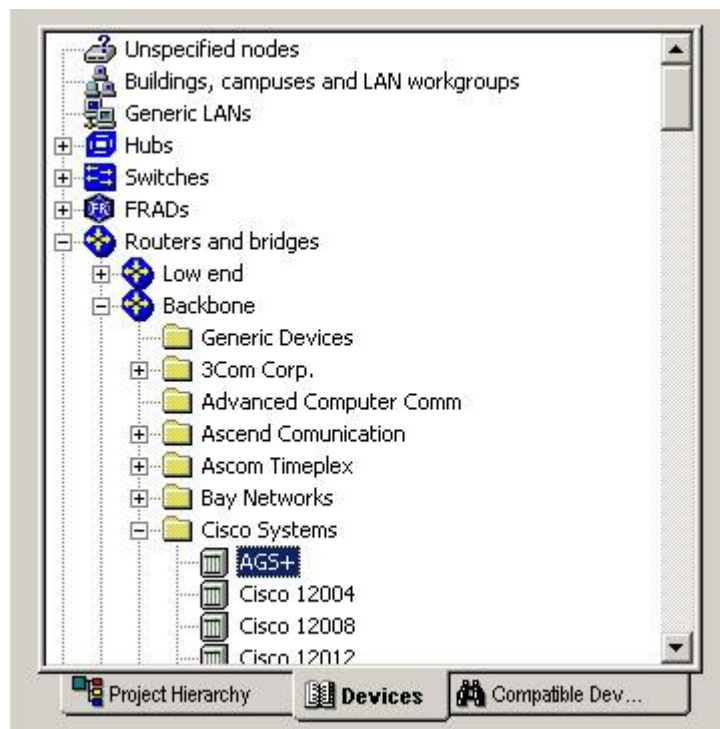 Unspecified nodes
Buildings, campuses and LAN workgroups
Generic LANs
Hubs
Switches
FRADs
Routers and bridges
Low end
Backbone
Generic Devices
3Com Corp.
Advanced Computer Comm
Ascend Comunication
Ascom Timeplex
Bay Networks
Cisco Systems
AGS+
Cisco 12004
Cisco 12008
Cisco 12012
Project Hierarchy Devices Compatible Dev...